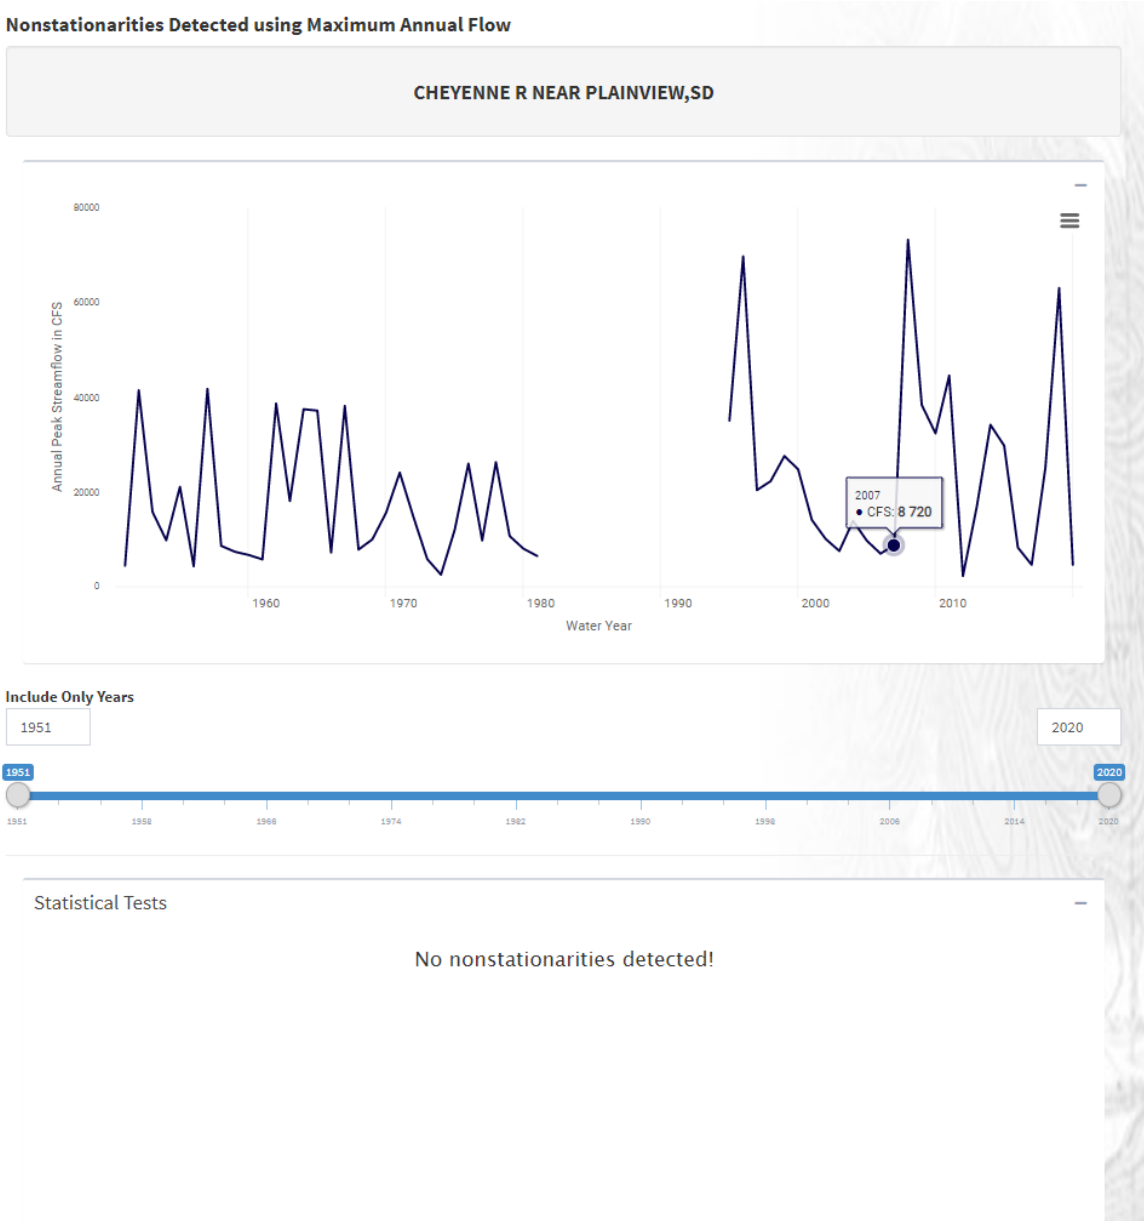 Nonstationarities Detected using Maximum Annual Flow
CHEYENNE R NEAR PLAINVIEW,SD
80000
60000
40000
20000
0
Annual Peak Streamflow in CFS
2007
● CFS: 8 720
1960 1970 1980 1990 2000 2010
Water Year
Include Only Years
1951 2020
1951 2020
1951 1958 1966 1974 1982 1990 1998 2006 2014 2020
Statistical Tests
No nonstationarities detected!